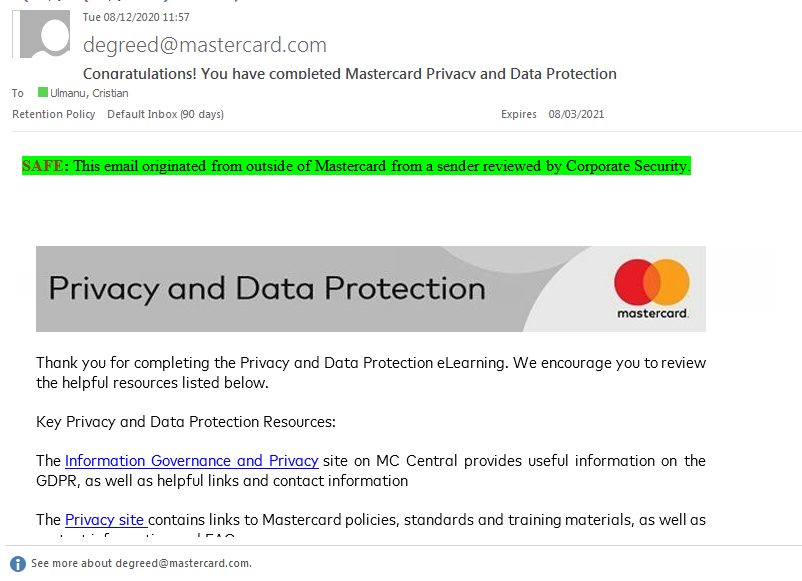 Tue 08/12/2020 11:57
degreed@mastercard.com
Congratulations! You have completed Mastercard Privacy and Data Protection
To Ulmanu, Cristian
Retention Policy Default Inbox (90 days) Expires 08/03/2021
SAFE: This email originated from outside of Mastercard from a sender reviewed by Corporate Security.
Privacy and Data Protection
mastercard.
Thank you for completing the Privacy and Data Protection eLearning. We encourage you to review
the helpful resources listed below.
Key Privacy and Data Protection Resources:
The Information Governance and Privacy site on MC Central provides useful information on the
GDPR, as well as helpful links and contact information
The Privacy site contains links to Mastercard policies, standards and training materials, as well as
See more about degreed@mastercard.com.